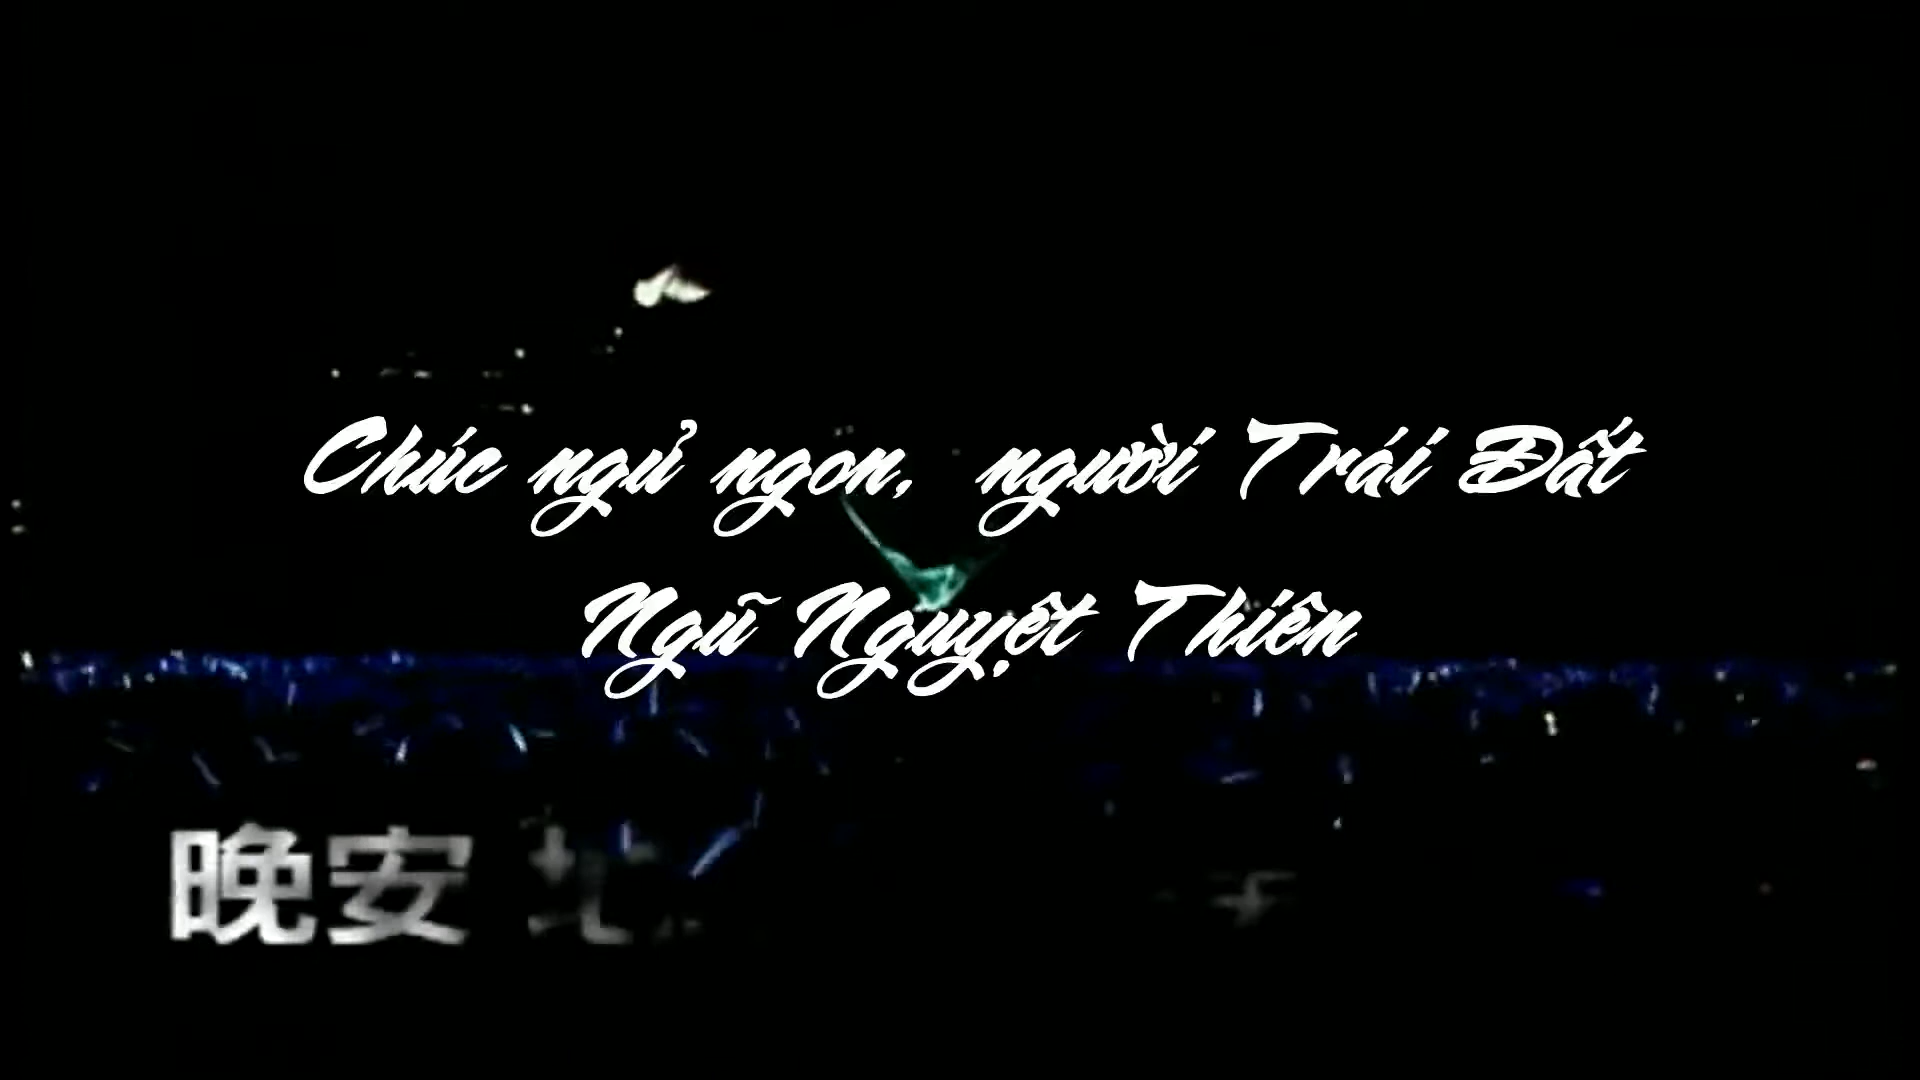 Chúc ngủ ngon, người Trái Đất
Ngũ Nguyệt Thiên
晚安